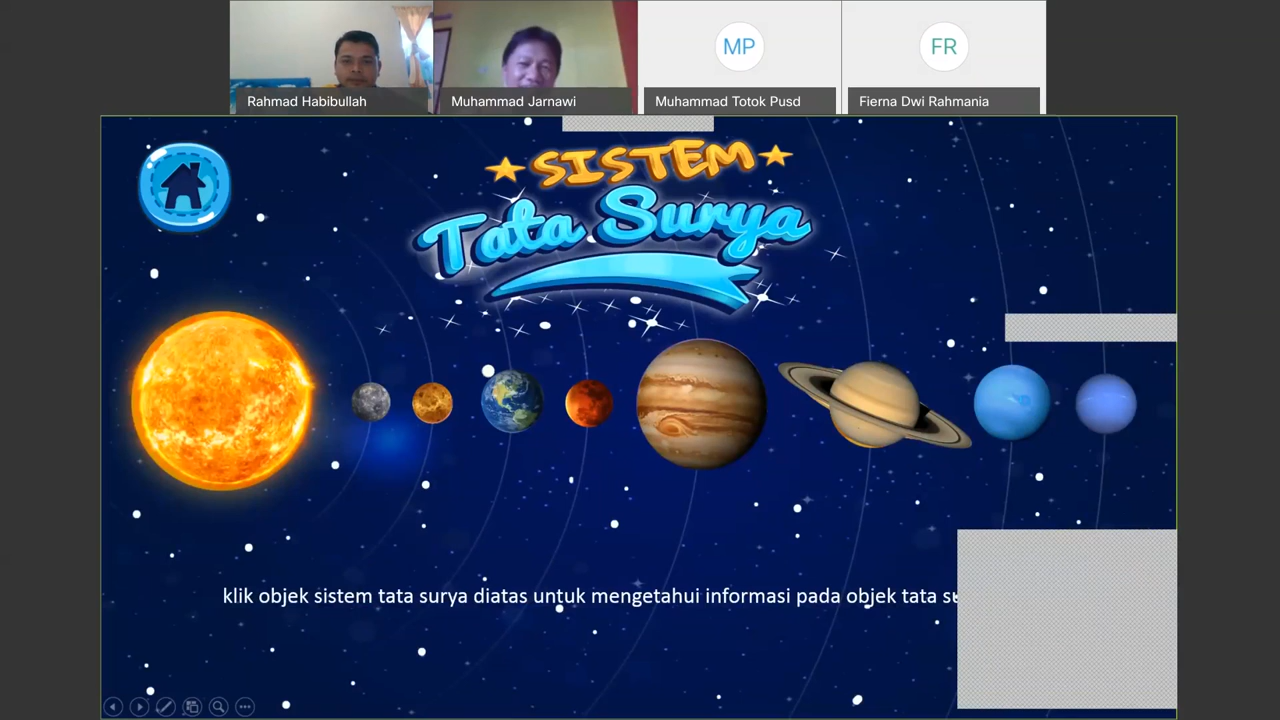 Rahmad Habibullah
Muhammad Jarnawi
MP
Muhammad Totok Pusd
FR
Fierna Dwi Rahmania
SISTEM
Tata Surya
klik objek sistem tata surya diatas untuk mengetahui informasi pada objek tata